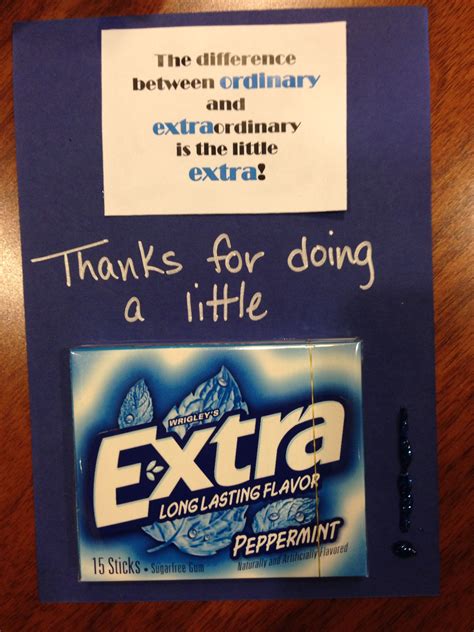 The difference
between ordinary
and
extraordinary
is the little
extra!
Thanks for doing
a little
WRIGLEY'S
Extra
LONG LASTING FLAVOR
PEPPERMINT
Naturally and Artificially Flavored
15 Sticks • Sugarfree Gum
!